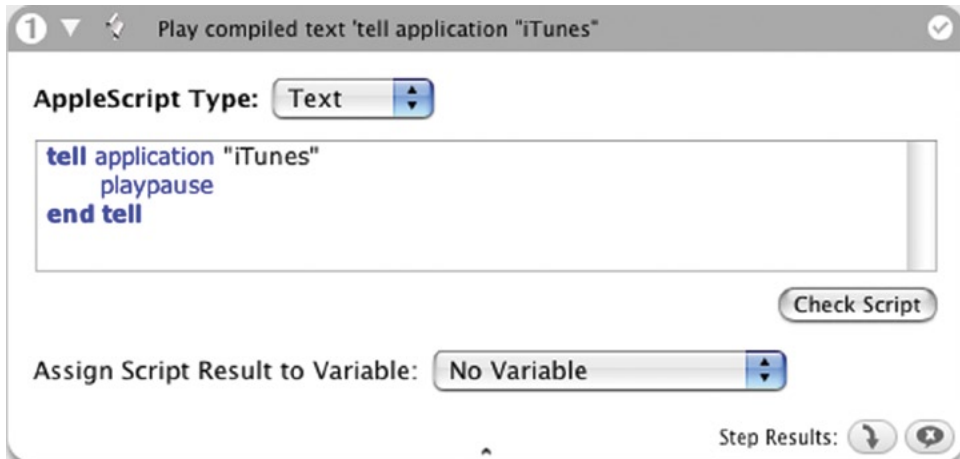 1 Play compiled text 'tell application "iTunes"
AppleScript Type: Text
tell application "iTunes"
playpause
end tell
Check Script
Assign Script Result to Variable: No Variable
Step Results: